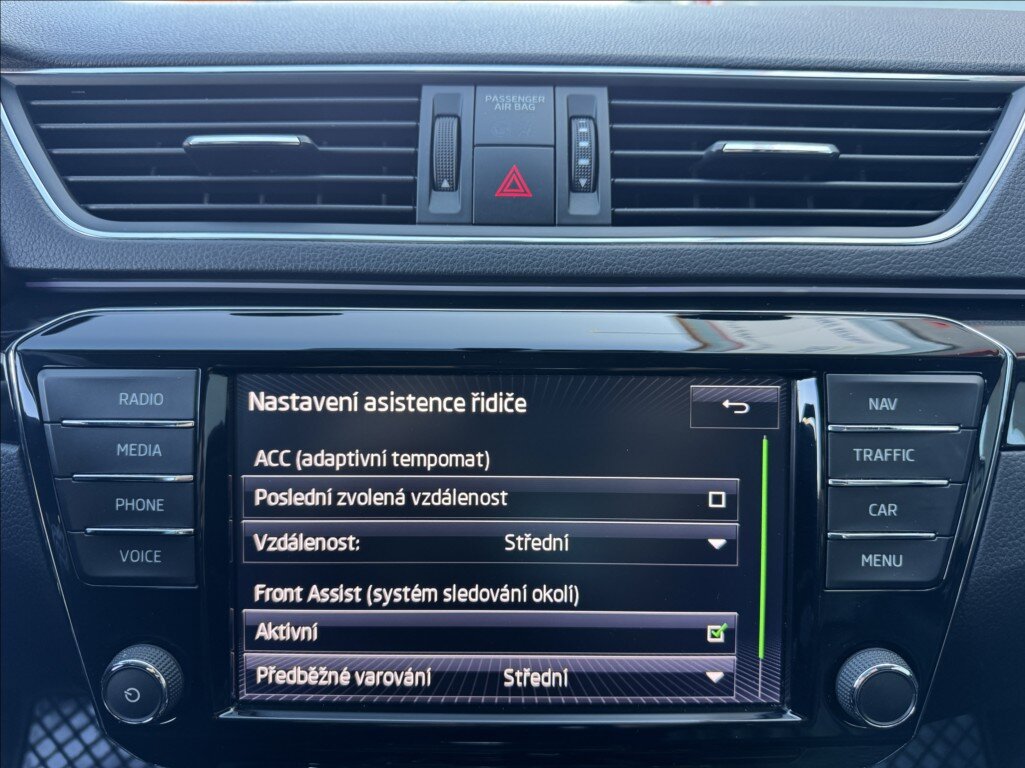 PASSENGER
AIR BAG
RADIO
MEDIA
PHONE
VOICE
Nastavení asistence řidiče
ACC (adaptivní tempomat)
Poslední zvolená vzdálenost
Vzdálenost: Střední
Front Assist (systém sledování okolí)
Aktivní
Předběžné varování Střední
NAV
TRAFFIC
CAR
MENU